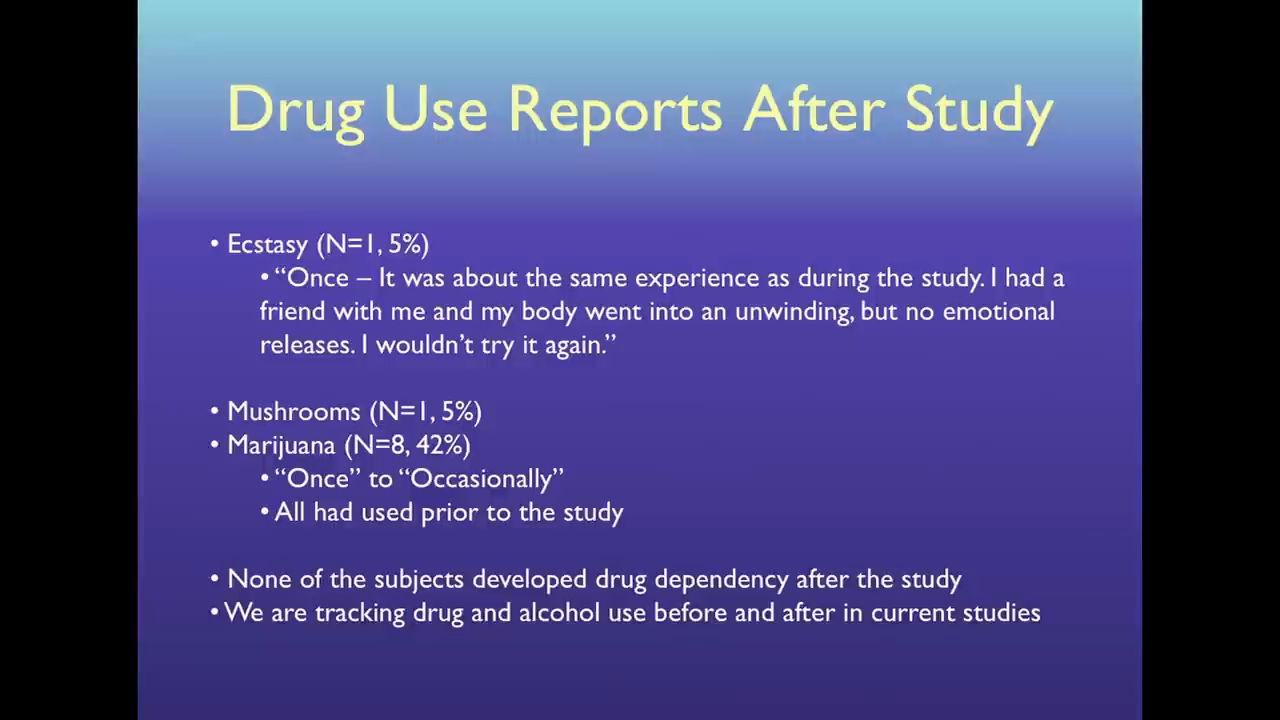 Drug Use Reports After Study
• Ecstasy (N=1, 5%)
• “Once – It was about the same experience as during the study. I had a
friend with me and my body went into an unwinding, but no emotional
releases. I wouldn’t try it again.”
• Mushrooms (N=1, 5%)
• Marijuana (N=8, 42%)
• “Once” to “Occasionally”
• All had used prior to the study
• None of the subjects developed drug dependency after the study
• We are tracking drug and alcohol use before and after in current studies